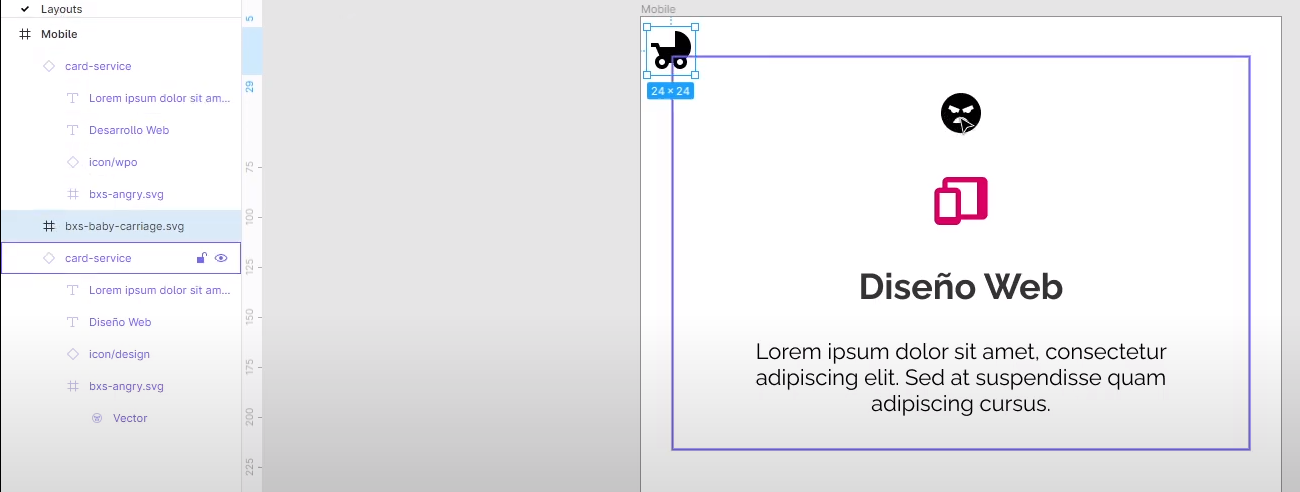 Layouts
Mobile
card-service
Lorem ipsum dolor sit am...
Desarrollo Web
icon/wpo
bxs-angry.svg
bxs-baby-carriage.svg
card-service
Lorem ipsum dolor sit am...
Diseño Web
icon/design
bxs-angry.svg
Vector
5
29
75
100
125
150
175
200
225
Mobile
24 × 24
Diseño Web
Lorem ipsum dolor sit amet, consectetur
adipiscing elit. Sed at suspendisse quam
adipiscing cursus.